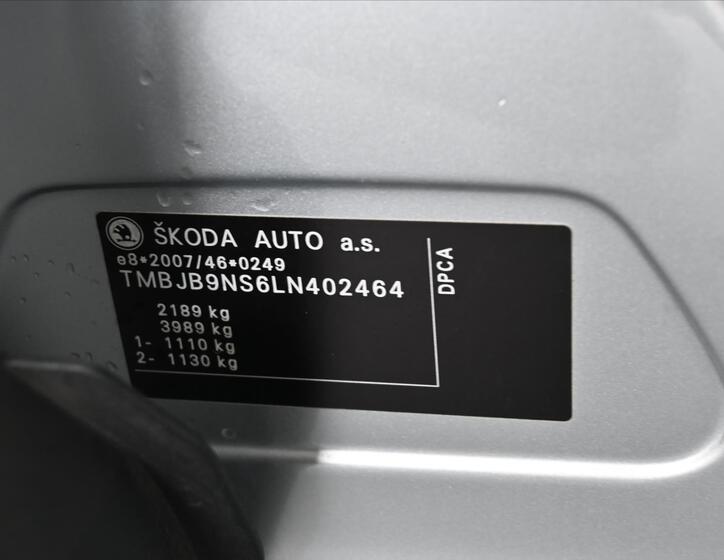 ŠKODA AUTO a.s.
e8*2007/46*0249
TMBJB9NS6LN402464
2189 kg
3989 kg
1- 1110 kg
2- 1130 kg
DPCA